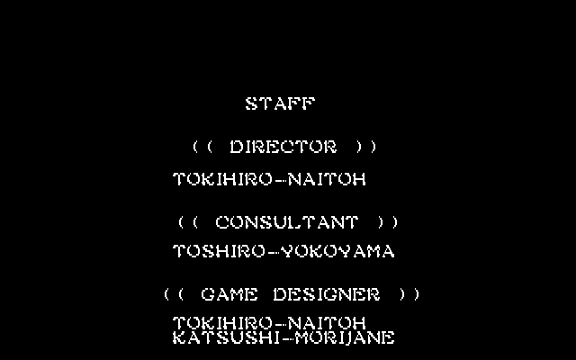 STAFF
(( DIRECTOR ))
TOKIHIRO-NAITOH
(( CONSULTANT ))
TOSHIRO-YOKOYAMA
(( GAME DESIGNER ))
TOKIHIRO-NAITOH
KATSUSHI-MORIJANE